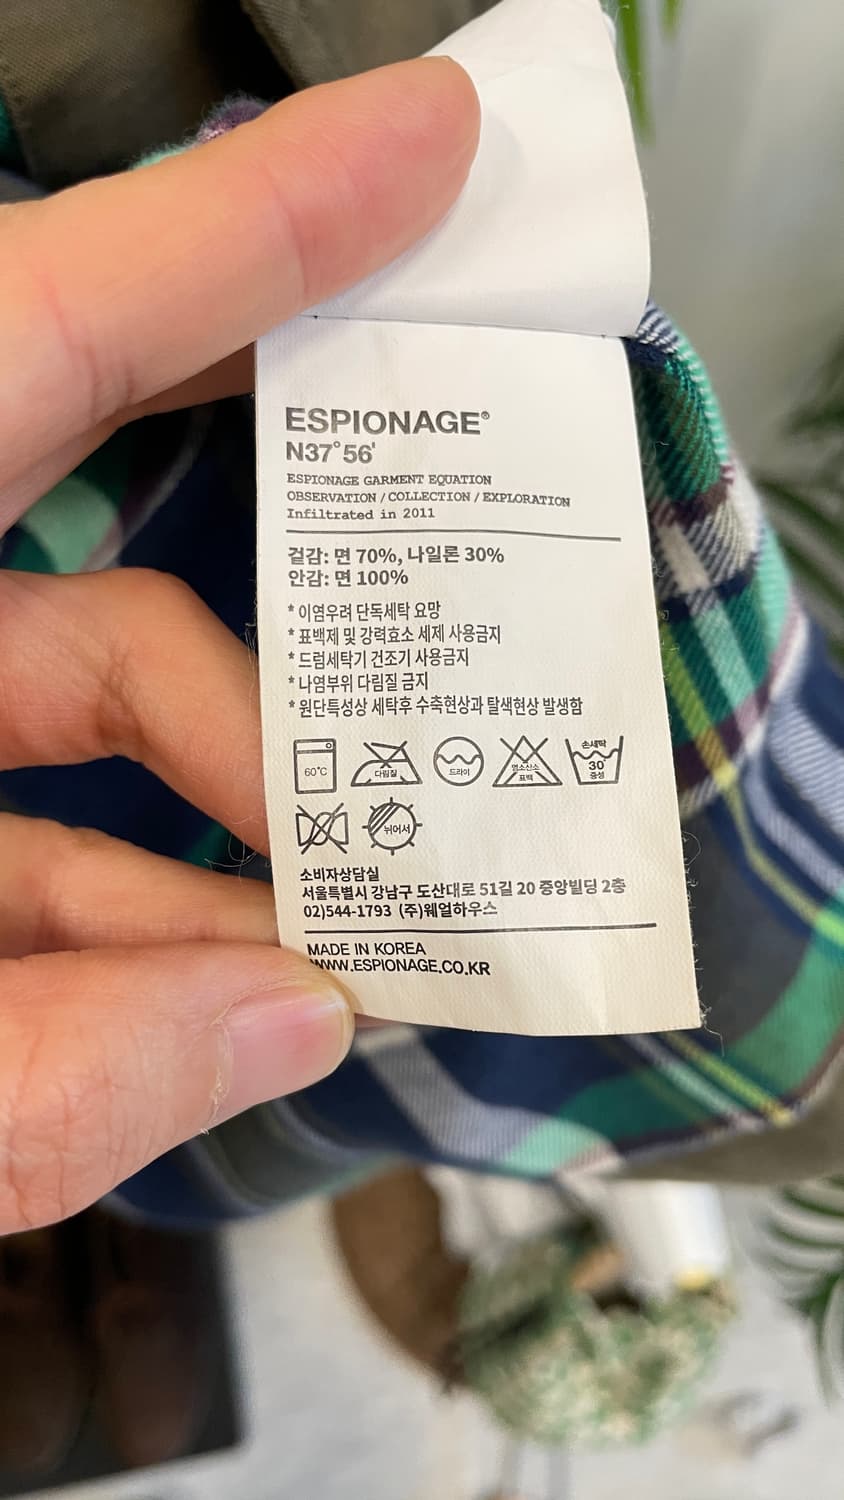 ESPIONAGE®
N37°56'
ESPIONAGE GARMENT EQUATION
OBSERVATION / COLLECTION / EXPLORATION
Infiltrated in 2011
겉감: 면 70%, 나일론 30%
안감: 면 100%
* 이염우려 단독세탁 요망
* 표백제 및 강력효소 세제 사용금지
* 드럼세탁기 건조기 사용금지
* 나염부위 다림질 금지
* 원단특성상 세탁후 수축현상과 탈색현상 발생함
60°C 다림질 드라이 염소산소 표백 손세탁 30° 중성
뉘어서
소비자상담실
서울특별시 강남구 도산대로 51길 20 중앙빌딩 2층
02)544-1793 (주)웨얼하우스
MADE IN KOREA
WWW.ESPIONAGE.CO.KR